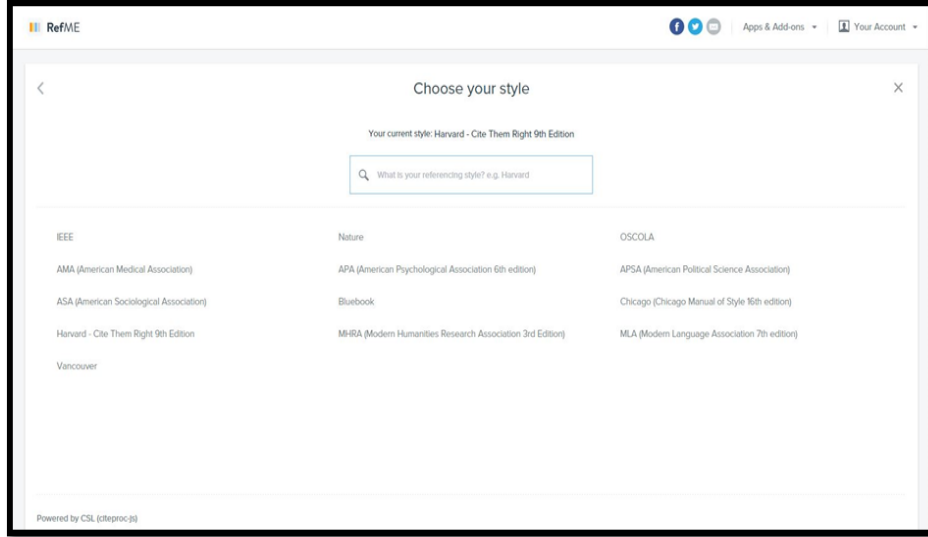 RefME
Apps & Add-ons
Your Account
Choose your style
Your current style: Harvard - Cite Them Right 9th Edition
What is your referencing style? e.g. Harvard
IEEE
Nature
OSCOLA
AMA (American Medical Association)
APA (American Psychological Association 6th edition)
APSA (American Political Science Association)
ASA (American Sociological Association)
Bluebook
Chicago (Chicago Manual of Style 16th edition)
Harvard - Cite Them Right 9th Edition
MHRA (Modern Humanities Research Association 3rd Edition)
MLA (Modern Language Association 7th edition)
Vancouver
Powered by CSL (citeproc-js)